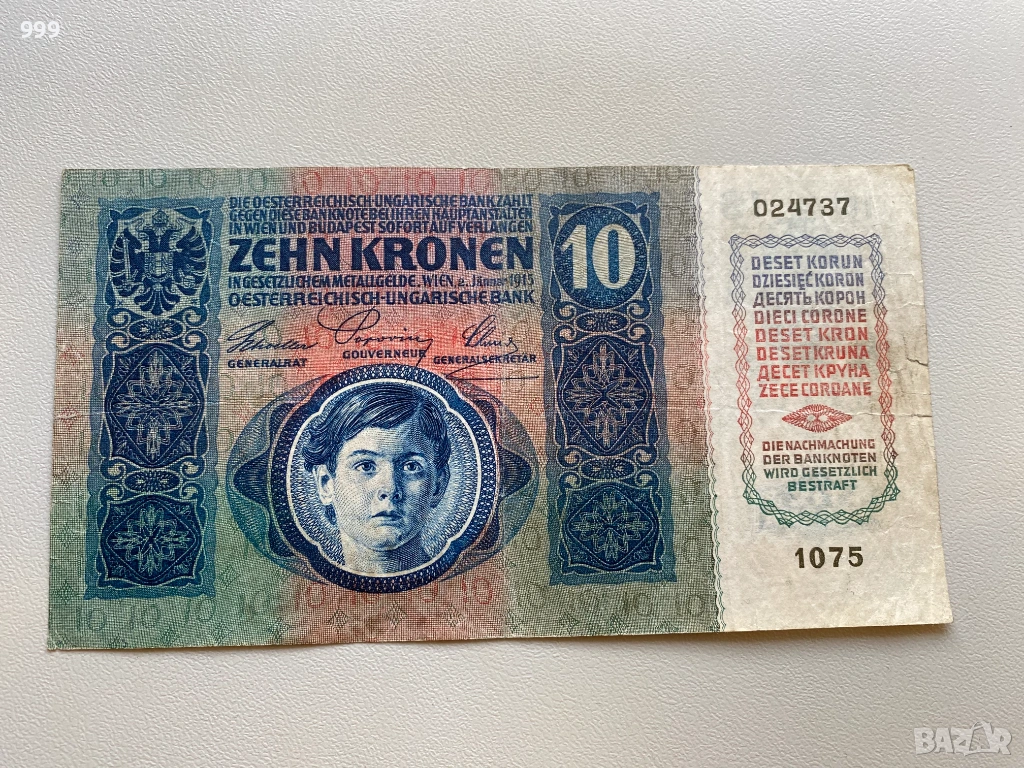 999
DIE OESTERREICHISCH-UNGARISCHE BANK ZAHLT
GEGEN DIESE BANKNOTE BEI IHREN HAUPTANSTALTEN
IN WIEN UND BUDAPEST SOFORT AUF VERLANGEN
ZEHN KRONEN
IN GESETZLICHEM METALLGELDE. WIEN, 2. Jänner 1915
OESTERREICHISCH-UNGARISCHE BANK
GENERALRAT
GOUVERNEUR
GENERALSEKRETÄR
10
024737
DESET KORUN
DZIESIĘĆ KORON
ДЕСЯТЬ КОРОН
DIECI CORONE
DESET KRON
DESET KRUNA
ДЕСЕТ КРУНА
ZECE COROANE
DIE NACHMACHUNG
DER BANKNOTEN
WIRD GESETZLICH
BESTRAFT
1075
BAZAR